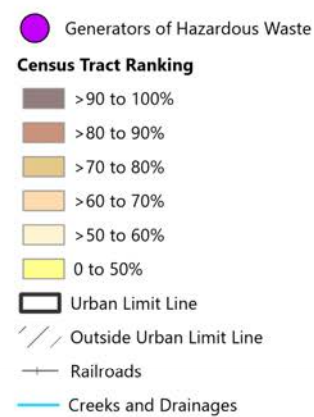 Generators of Hazardous Waste
Census Tract Ranking
>90 to 100%
>80 to 90%
>70 to 80%
>60 to 70%
>50 to 60%
0 to 50%
Urban Limit Line
Outside Urban Limit Line
Railroads
Creeks and Drainages